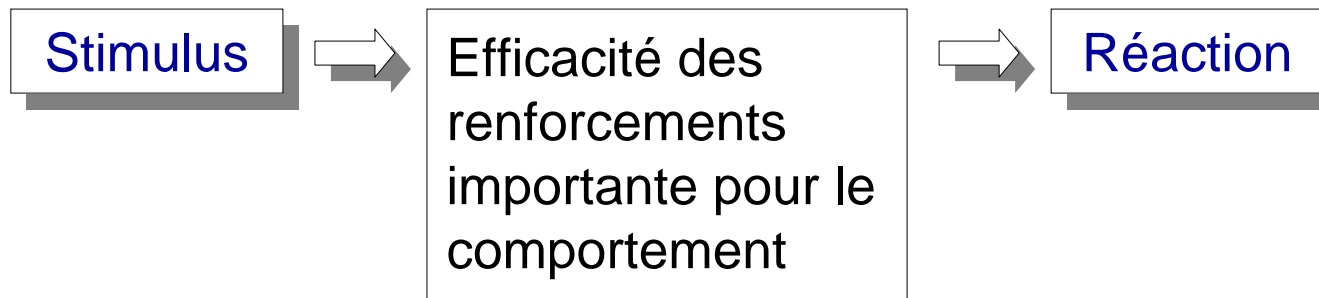 Stimulus
Efficacité des
renforcements
importante pour le
comportement
Réaction